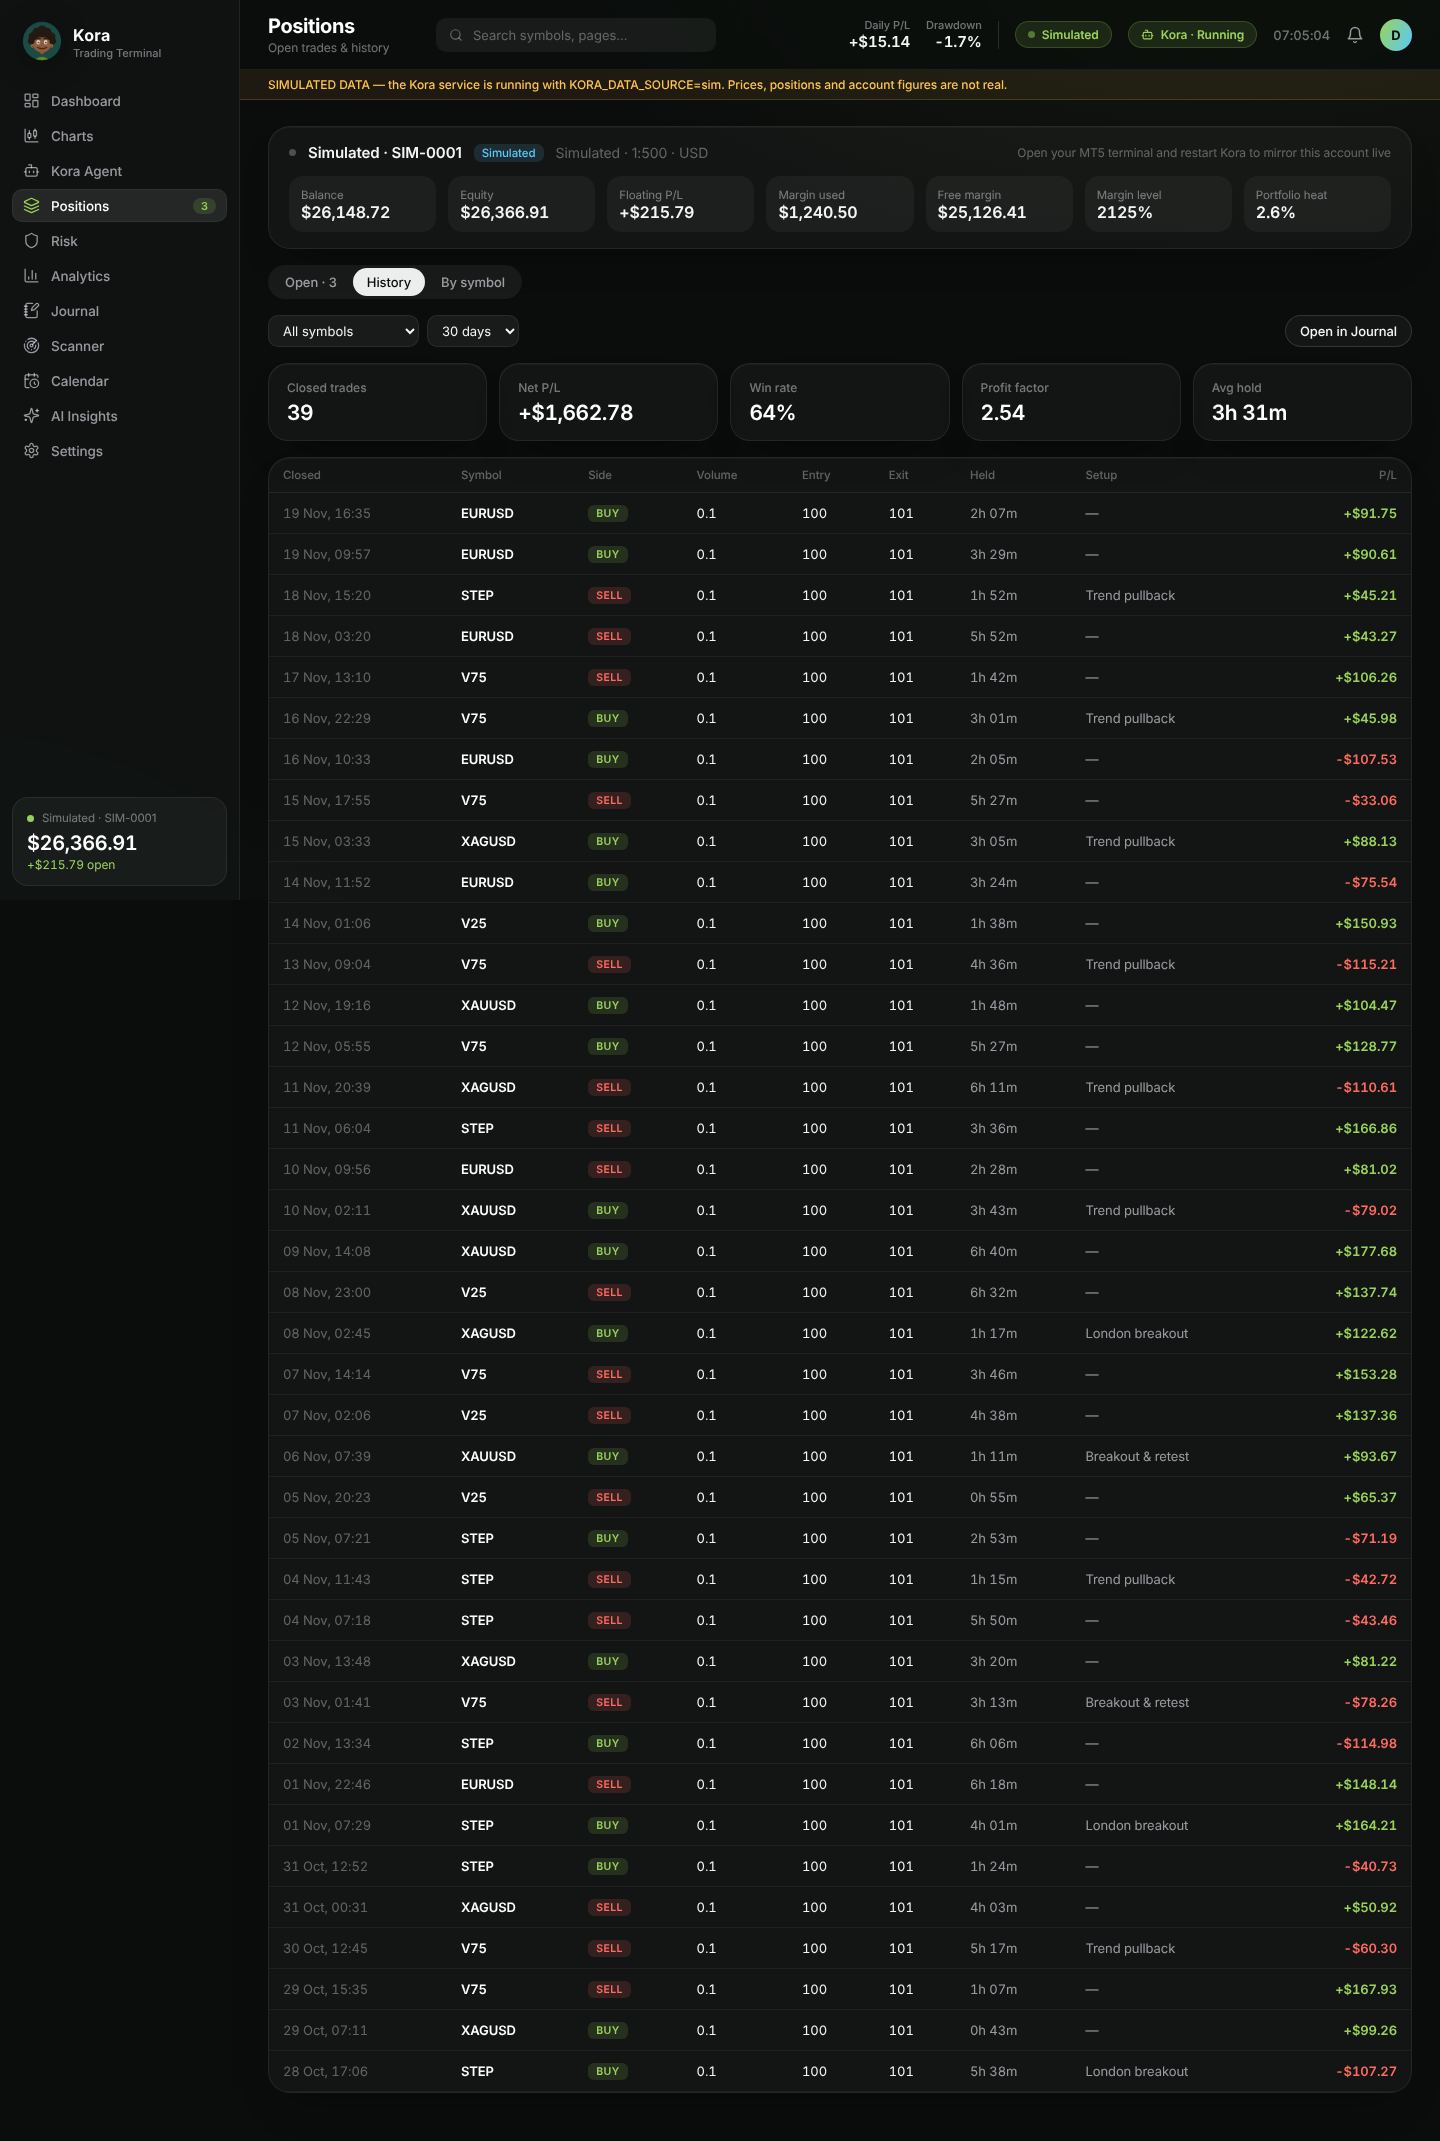 Kora
Trading Terminal
Dashboard
Charts
Kora Agent
Positions 3
Risk
Analytics
Journal
Scanner
Calendar
AI Insights
Settings
Simulated · SIM-0001
$26,366.91
+$215.79 open
Positions
Open trades & history
Search symbols, pages...
Daily P/L
+$15.14
Drawdown
-1.7%
Simulated
Kora · Running
07:05:04
D
SIMULATED DATA — the Kora service is running with KORA_DATA_SOURCE=sim. Prices, positions and account figures are not real.
Simulated · SIM-0001 Simulated Simulated · 1:500 · USD
Open your MT5 terminal and restart Kora to mirror this account live
Balance
$26,148.72
Equity
$26,366.91
Floating P/L
+$215.79
Margin used
$1,240.50
Free margin
$25,126.41
Margin level
2125%
Portfolio heat
2.6%
Open · 3 History By symbol
All symbols 30 days Open in Journal
Closed trades
39
Net P/L
+$1,662.78
Win rate
64%
Profit factor
2.54
Avg hold
3h 31m
Closed Symbol Side Volume Entry Exit Held Setup P/L
19 Nov, 16:35 EURUSD BUY 0.1 100 101 2h 07m — +$91.75
19 Nov, 09:57 EURUSD BUY 0.1 100 101 3h 29m — +$90.61
18 Nov, 15:20 STEP SELL 0.1 100 101 1h 52m Trend pullback +$45.21
18 Nov, 03:20 EURUSD SELL 0.1 100 101 5h 52m — +$43.27
17 Nov, 13:10 V75 SELL 0.1 100 101 1h 42m — +$106.26
16 Nov, 22:29 V75 BUY 0.1 100 101 3h 01m Trend pullback +$45.98
16 Nov, 10:33 EURUSD BUY 0.1 100 101 2h 05m — -$107.53
15 Nov, 17:55 V75 SELL 0.1 100 101 5h 27m — -$33.06
15 Nov, 03:33 XAGUSD BUY 0.1 100 101 3h 05m Trend pullback +$88.13
14 Nov, 11:52 EURUSD BUY 0.1 100 101 3h 24m — -$75.54
14 Nov, 01:06 V25 BUY 0.1 100 101 1h 38m — +$150.93
13 Nov, 09:04 V75 SELL 0.1 100 101 4h 36m Trend pullback -$115.21
12 Nov, 19:16 XAUUSD BUY 0.1 100 101 1h 48m — +$104.47
12 Nov, 05:55 V75 BUY 0.1 100 101 5h 27m — +$128.77
11 Nov, 20:39 XAGUSD SELL 0.1 100 101 6h 11m Trend pullback -$110.61
11 Nov, 06:04 STEP SELL 0.1 100 101 3h 36m — +$166.86
10 Nov, 09:56 EURUSD SELL 0.1 100 101 2h 28m — +$81.02
10 Nov, 02:11 XAUUSD BUY 0.1 100 101 3h 43m Trend pullback -$79.02
09 Nov, 14:08 XAUUSD BUY 0.1 100 101 6h 40m — +$177.68
08 Nov, 23:00 V25 SELL 0.1 100 101 6h 32m — +$137.74
08 Nov, 02:45 XAGUSD BUY 0.1 100 101 1h 17m London breakout +$122.62
07 Nov, 14:14 V75 SELL 0.1 100 101 3h 46m — +$153.28
07 Nov, 02:06 V25 SELL 0.1 100 101 4h 38m — +$137.36
06 Nov, 07:39 XAUUSD BUY 0.1 100 101 1h 11m Breakout & retest +$93.67
05 Nov, 20:23 V25 SELL 0.1 100 101 0h 55m — +$65.37
05 Nov, 07:21 STEP BUY 0.1 100 101 2h 53m — -$71.19
04 Nov, 11:43 STEP SELL 0.1 100 101 1h 15m Trend pullback -$42.72
04 Nov, 07:18 STEP SELL 0.1 100 101 5h 50m — -$43.46
03 Nov, 13:48 XAGUSD BUY 0.1 100 101 3h 20m — +$81.22
03 Nov, 01:41 V75 SELL 0.1 100 101 3h 13m Breakout & retest -$78.26
02 Nov, 13:34 STEP BUY 0.1 100 101 6h 06m — -$114.98
01 Nov, 22:46 EURUSD SELL 0.1 100 101 6h 18m — +$148.14
01 Nov, 07:29 STEP BUY 0.1 100 101 4h 01m London breakout +$164.21
31 Oct, 12:52 STEP BUY 0.1 100 101 1h 24m — -$40.73
31 Oct, 00:31 XAGUSD SELL 0.1 100 101 4h 03m — +$50.92
30 Oct, 12:45 V75 SELL 0.1 100 101 5h 17m Trend pullback -$60.30
29 Oct, 15:35 V75 SELL 0.1 100 101 1h 07m — +$167.93
29 Oct, 07:11 XAGUSD BUY 0.1 100 101 0h 43m — +$99.26
28 Oct, 17:06 STEP BUY 0.1 100 101 5h 38m London breakout -$107.27